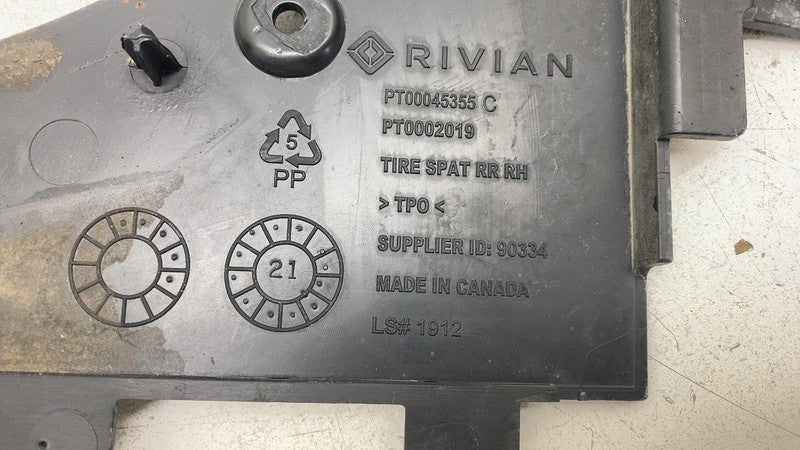 RIVIAN
PT00045355 C
PT0002019
TIRE SPAT RR RH
> TPO <
SUPPLIER ID: 90334
MADE IN CANADA
LS# 1912
5
PP
21